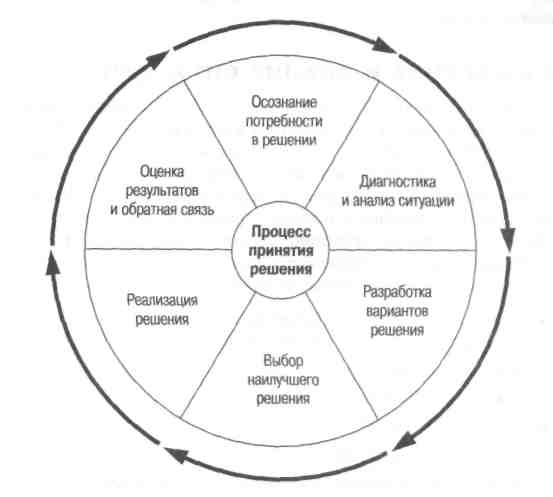 Осознание
потребности
в решении
Диагностика
и анализ ситуации
Разработка
вариантов
решения
Выбор
наилучшего
решения
Реализация
решения
Оценка
результатов
и обратная связь
Процесс
принятия
решения